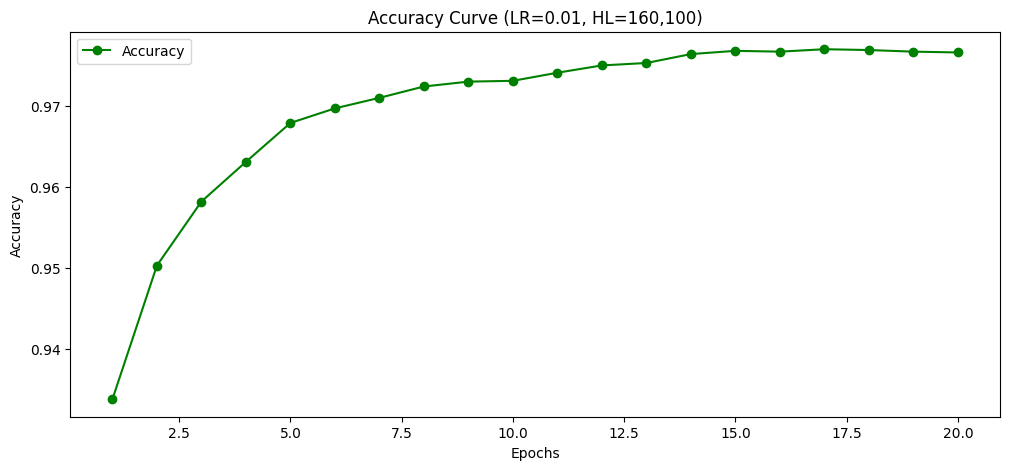 Accuracy Curve (LR=0.01, HL=160,100)
Accuracy
0.97
0.96
0.95
0.94
Accuracy
2.5 5.0 7.5 10.0 12.5 15.0 17.5 20.0
Epochs